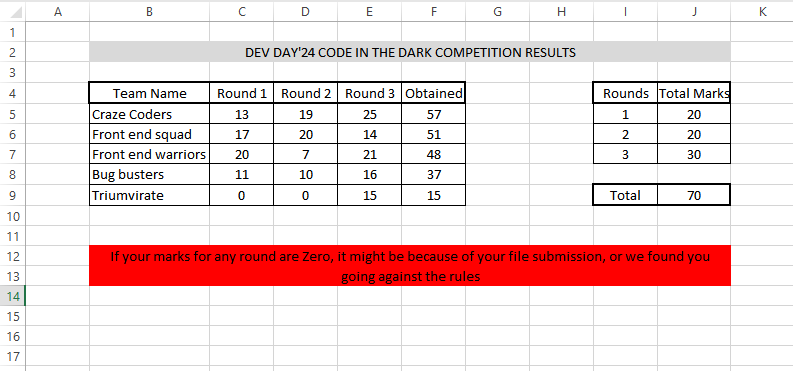 A B C D E F G H I J K
1
2 DEV DAY'24 CODE IN THE DARK COMPETITION RESULTS
3
4 Team Name Round 1 Round 2 Round 3 Obtained Rounds Total Marks
5 Craze Coders 13 19 25 57 1 20
6 Front end squad 17 20 14 51 2 20
7 Front end warriors 20 7 21 48 3 30
8 Bug busters 11 10 16 37
9 Triumvirate 0 0 15 15 Total 70
10
11
12 If your marks for any round are Zero, it might be because of your file submission, or we found you
13 going against the rules
14
15
16
17